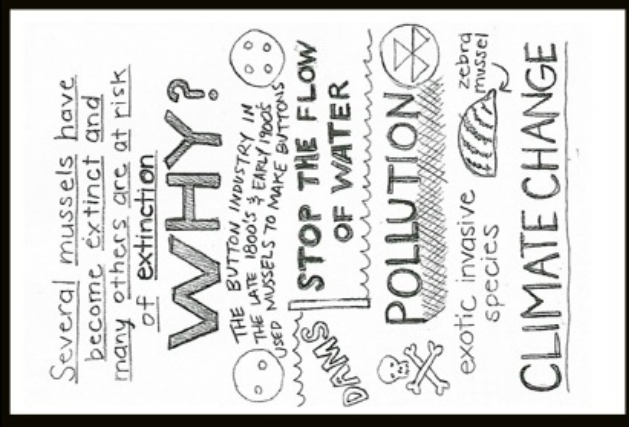 Several mussels have
become extinct and
many others are at risk
of extinction
WHY?
THE BUTTON INDUSTRY IN
THE LATE 1800'S & EARLY 1900'S
USED MUSSELS TO MAKE BUTTONS
DAMS
STOP THE FLOW
OF WATER
POLLUTION
zebra
mussel
exotic invasive
species
CLIMATE CHANGE